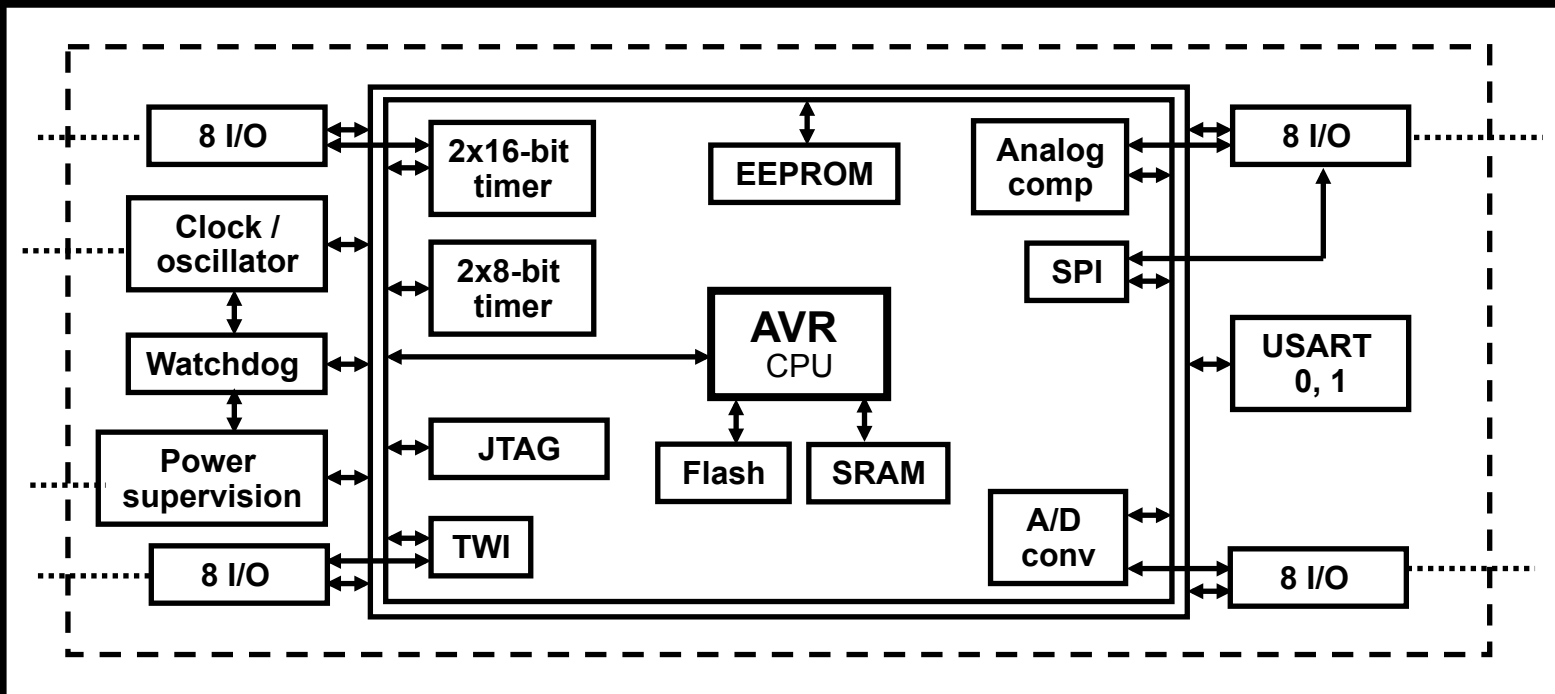 8 I/O
2x16-bit
timer
EEPROM
Analog
comp
8 I/O
Clock /
oscillator
2x8-bit
timer
SPI
AVR
CPU
Watchdog
USART
0, 1
JTAG
Flash
SRAM
Power
supervision
TWI
A/D
conv
8 I/O
8 I/O